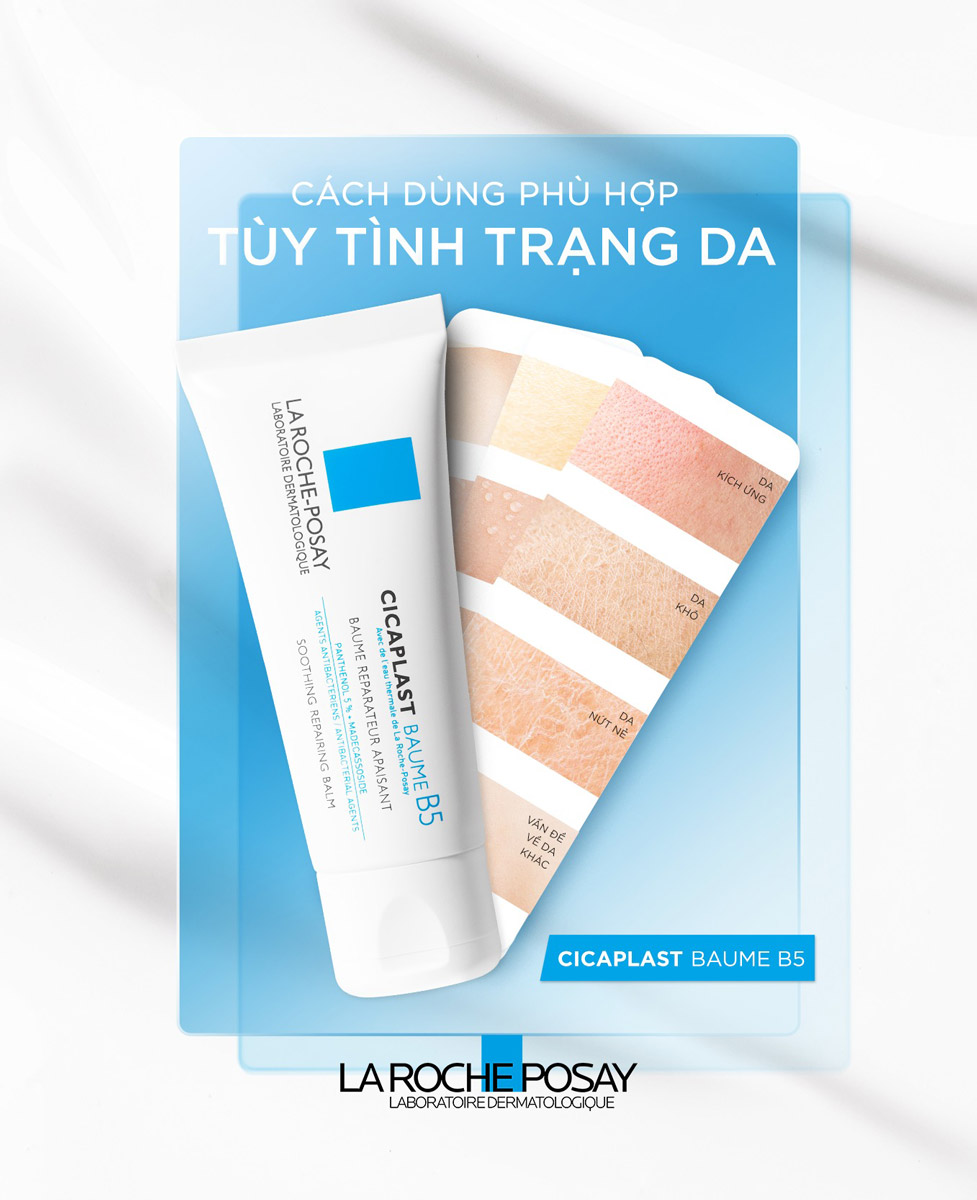 CÁCH DÙNG PHÙ HỢP
TÙY TÌNH TRẠNG DA
LA ROCHE-POSAY
LABORATOIRE DERMATOLOGIQUE
CICAPLAST BAUME B5
Avec de l'eau thermale de La Roche-Posay
BAUME REPARATEUR APAISANT
PANTHENOL 5 % + MADECASSOSIDE
AGENTS ANTIBACTERIENS / ANTIBACTERIAL AGENTS
SOOTHING REPAIRING BALM
DA
KÍCH ỨNG
DA
KHÔ
DA
NỨT NẺ
VẤN ĐỀ
VỀ DA
KHÁC
CICAPLAST BAUME B5
LA ROCHE POSAY
LABORATOIRE DERMATOLOGIQUE